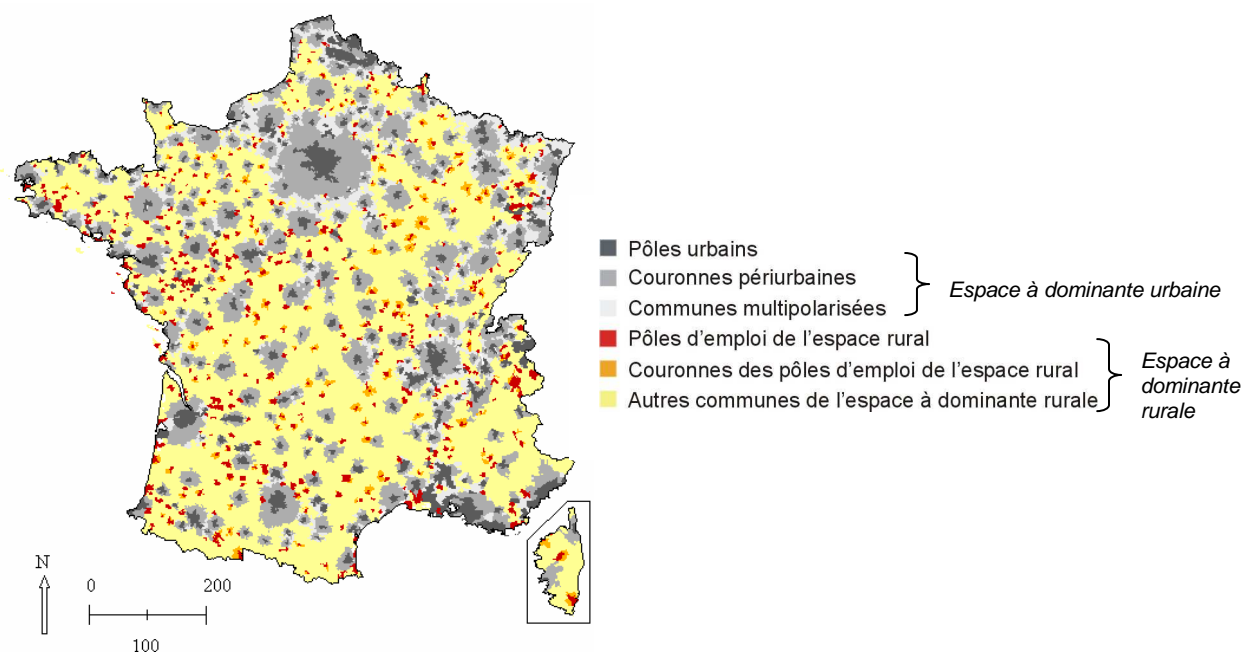 Pôles urbains
Couronnes périurbaines
Communes multipolarisées
Espace à dominante urbaine
Pôles d'emploi de l'espace rural
Couronnes des pôles d'emploi de l'espace rural
Autres communes de l'espace à dominante rurale
Espace à
dominante
rurale
N
0 200
100